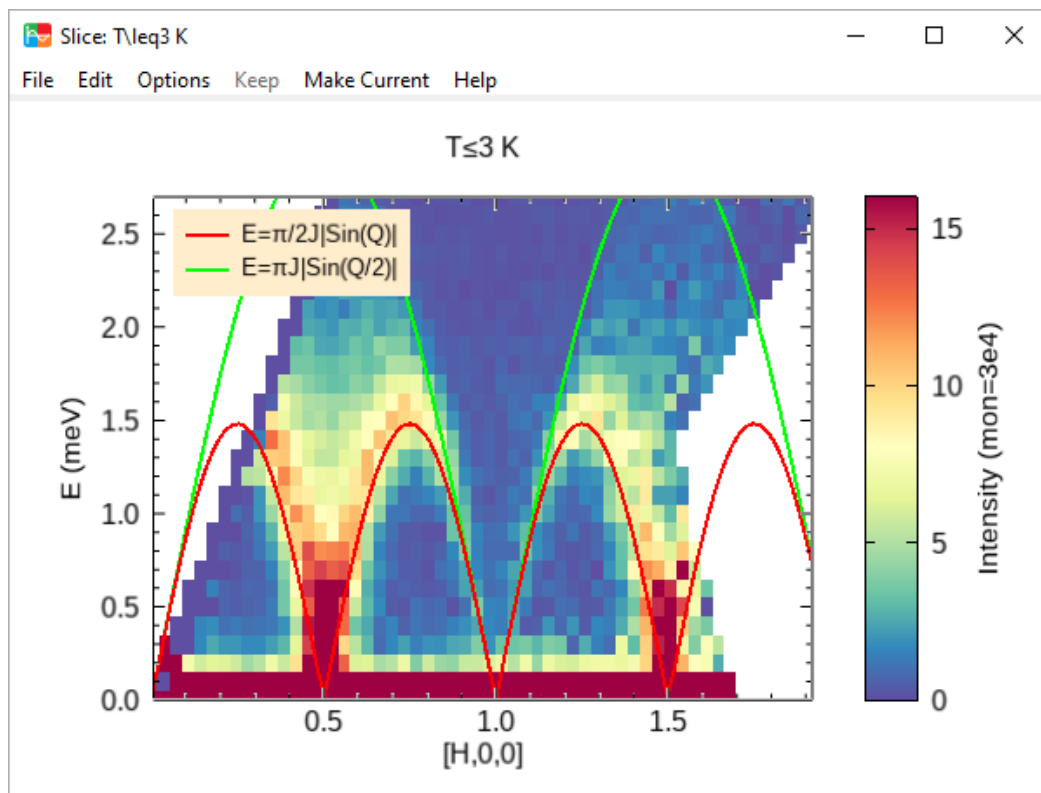 Slice: T\leq3 K
File Edit Options Keep Make Current Help
T≤3 K
E=π/2J|Sin(Q)|
E=πJ|Sin(Q/2)|
2.5
2.0
1.5
1.0
0.5
0.0
E (meV)
0.5 1.0 1.5
[H,0,0]
15
10
5
0
Intensity (mon=3e4)